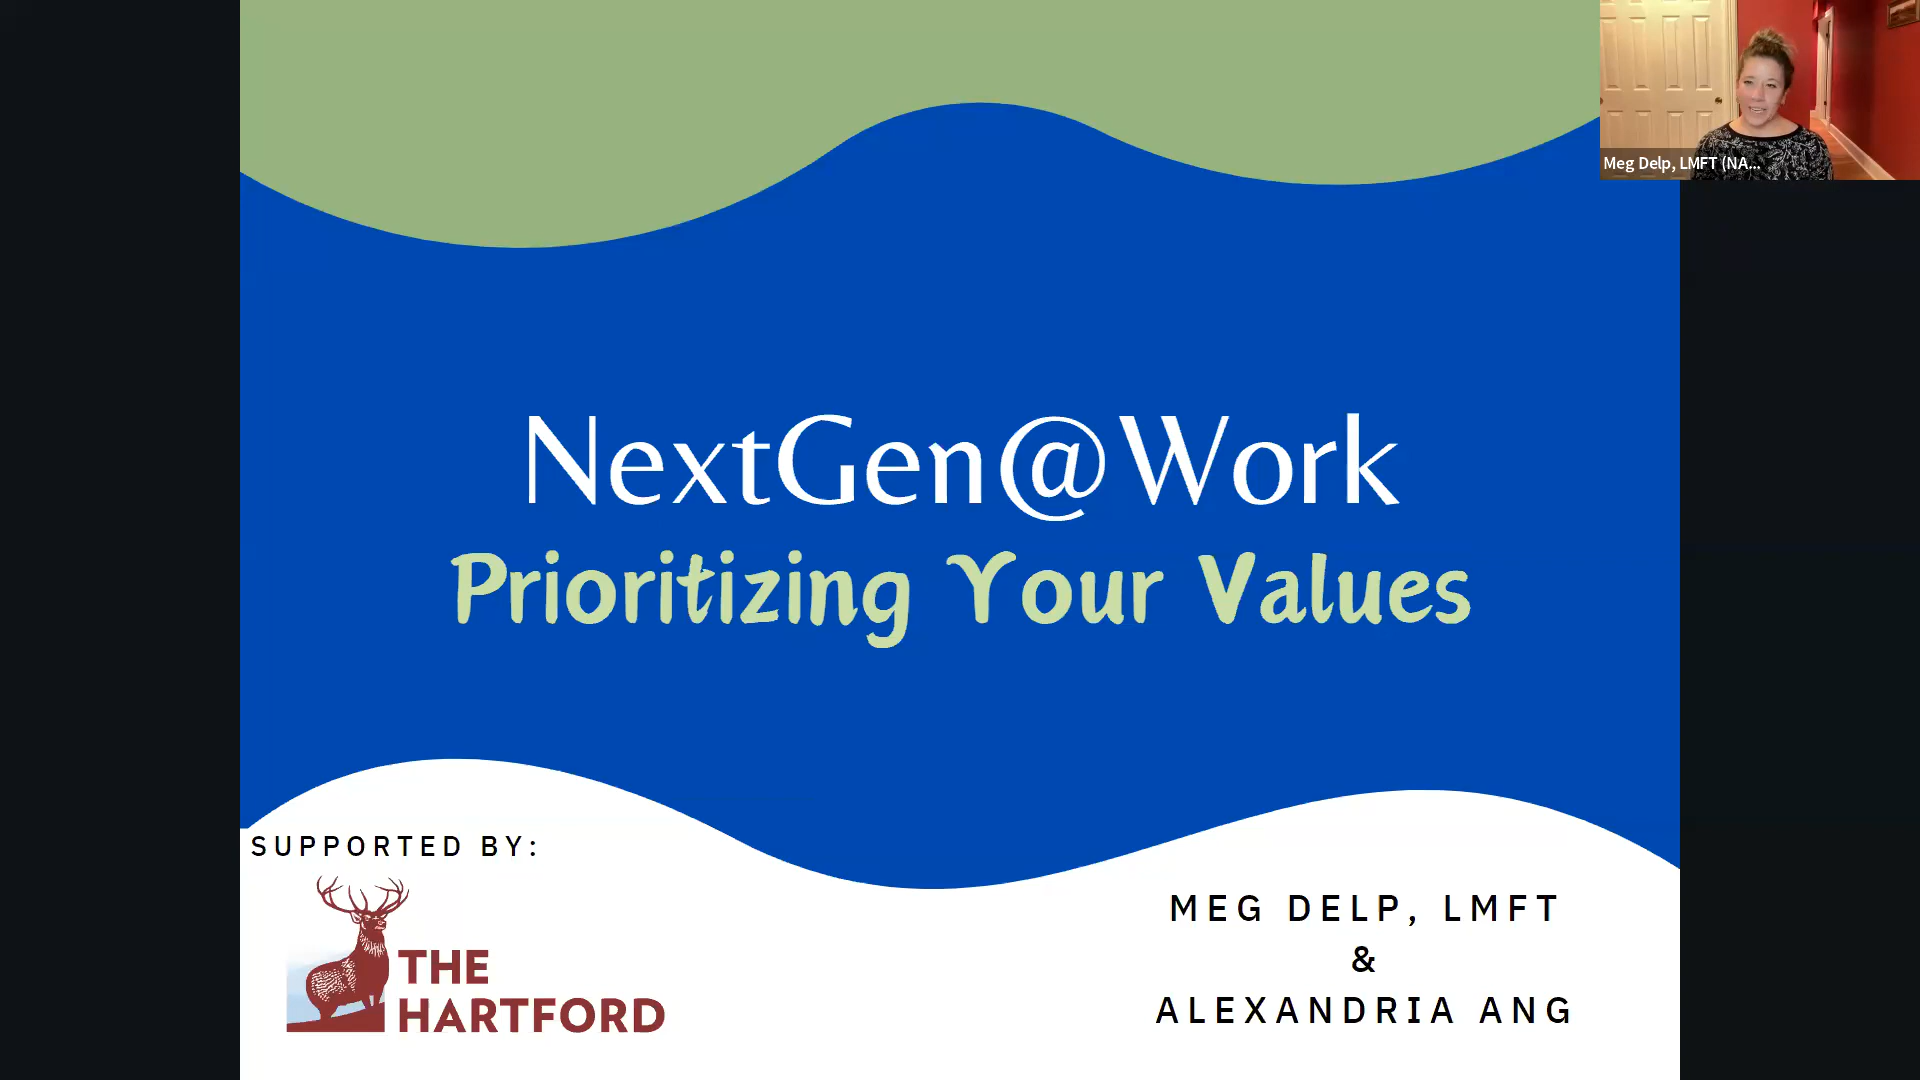 Meg Delp, LMFT (NA...
NextGen@Work
Prioritizing Your Values
SUPPORTED BY:
THE
HARTFORD
MEG DELP, LMFT
&
ALEXANDRIA ANG